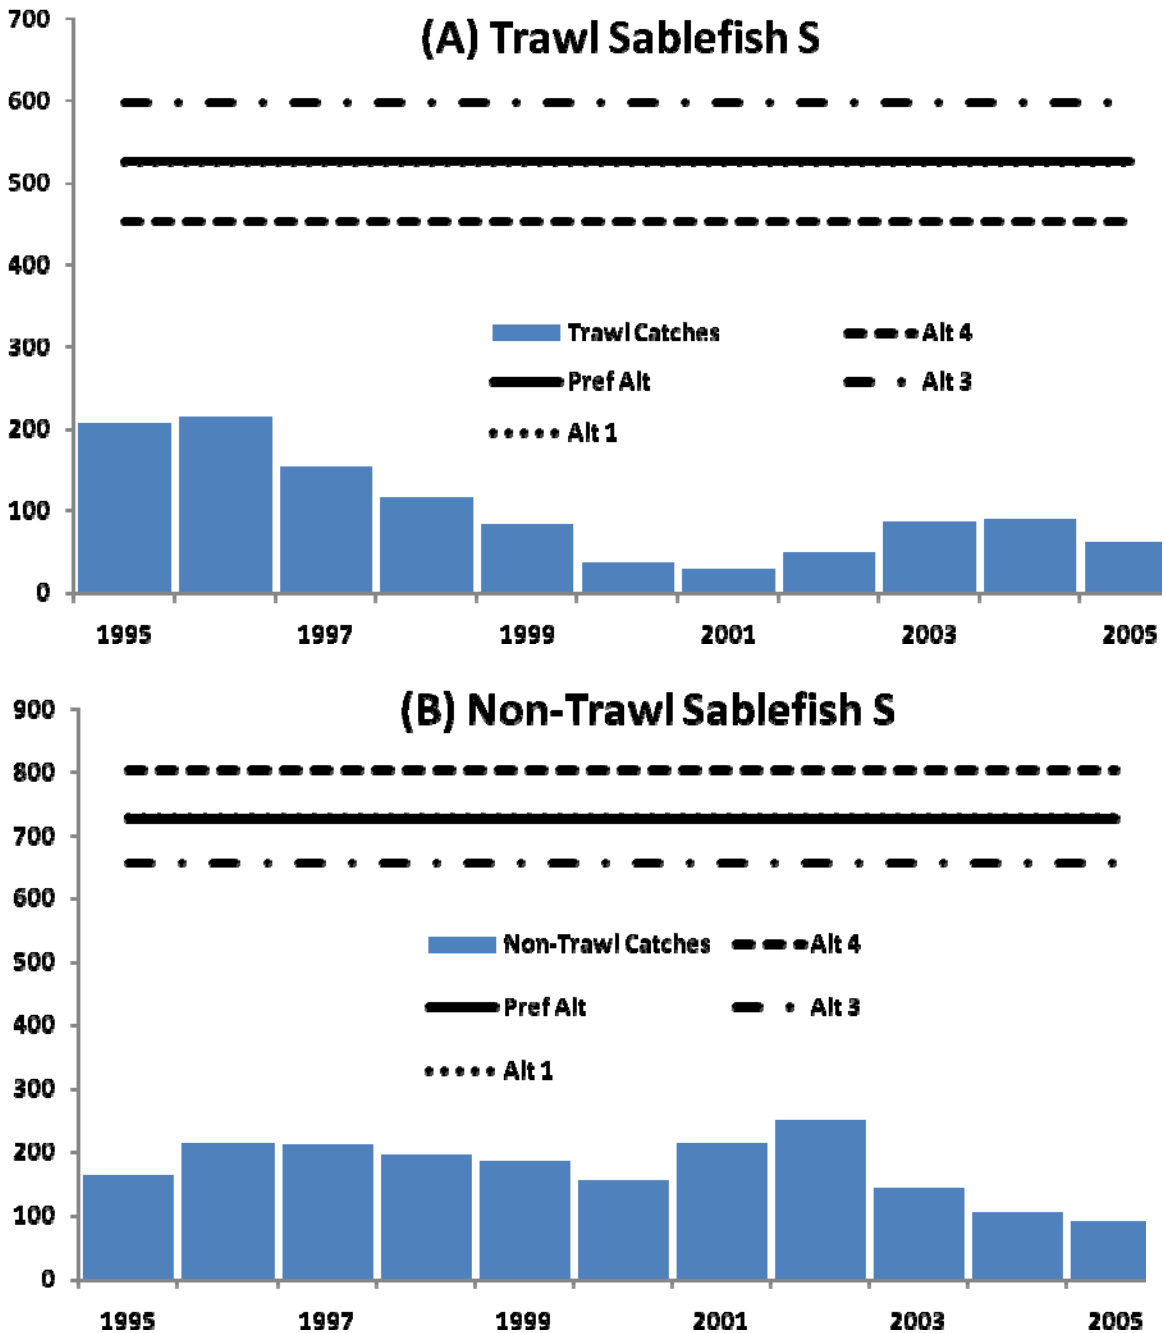 (A) Trawl Sablefish S
700
600
500
400
300
200
100
0
Trawl Catches
Alt 4
Pref Alt
Alt 3
Alt 1
1995 1997 1999 2001 2003 2005
(B) Non-Trawl Sablefish S
900
800
700
600
500
400
300
200
100
0
Non-Trawl Catches
Alt 4
Pref Alt
Alt 3
Alt 1
1995 1997 1999 2001 2003 2005